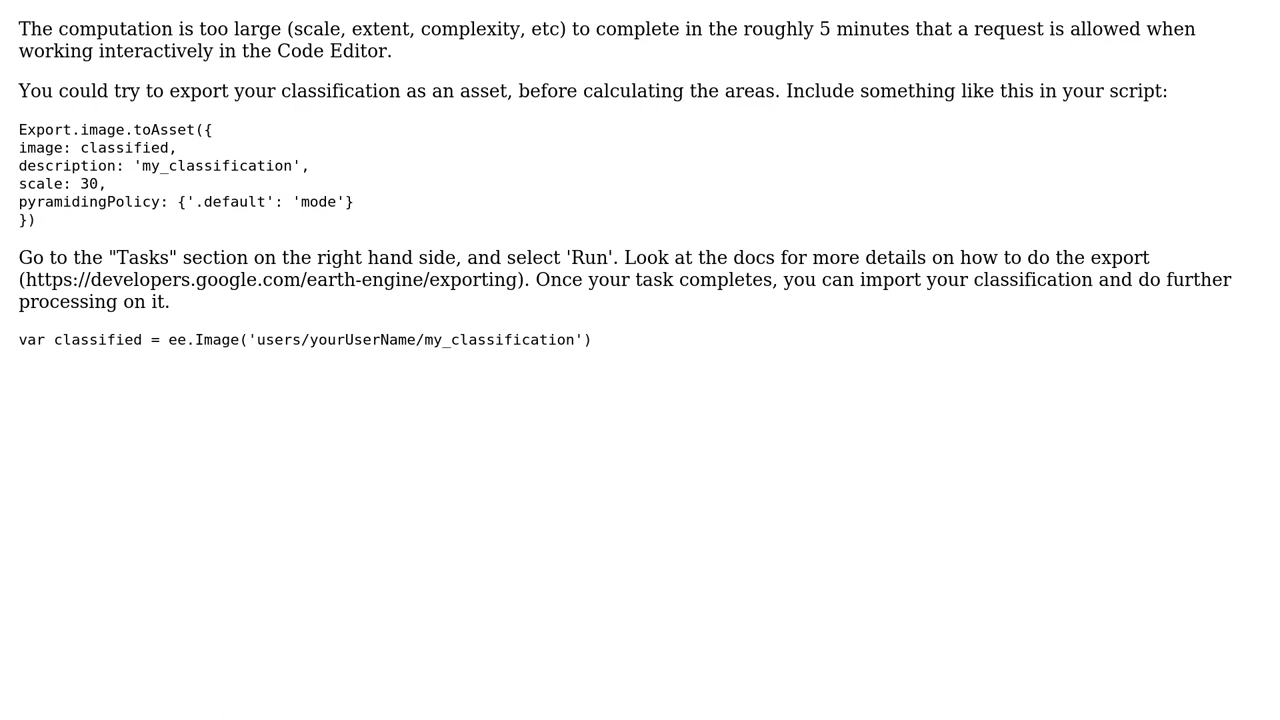 The computation is too large (scale, extent, complexity, etc) to complete in the roughly 5 minutes that a request is allowed when
working interactively in the Code Editor.
You could try to export your classification as an asset, before calculating the areas. Include something like this in your script:
Export.image.toAsset({
image: classified,
description: 'my_classification',
scale: 30,
pyramidingPolicy: {'.default': 'mode'}
})
Go to the "Tasks" section on the right hand side, and select 'Run'. Look at the docs for more details on how to do the export
(https://developers.google.com/earth-engine/exporting). Once your task completes, you can import your classification and do further
processing on it.
var classified = ee.Image('users/yourUserName/my_classification')